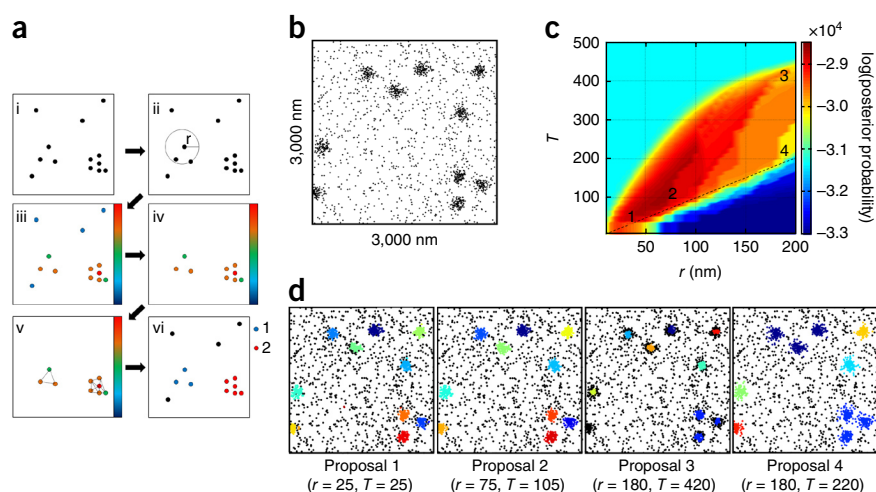 a
i
ii
r
iii
iv
v
vi
1
2
b
3,000 nm
3,000 nm
c
500
400
300
200
100
T
50
100
150
200
r (nm)
1
2
3
4
×10⁴
−2.9
−3.0
−3.1
−3.2
−3.3
log(posterior probability)
d
Proposal 1
(r = 25, T = 25)
Proposal 2
(r = 75, T = 105)
Proposal 3
(r = 180, T = 420)
Proposal 4
(r = 180, T = 220)